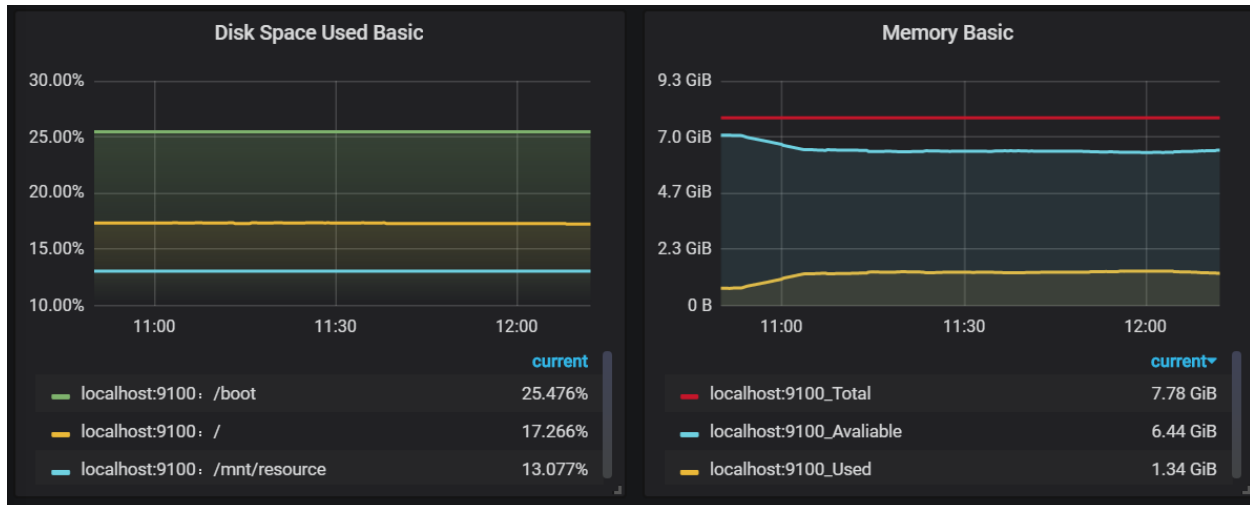 Disk Space Used Basic
30.00%
25.00%
20.00%
15.00%
10.00%
11:00 11:30 12:00
current
localhost:9100：/boot 25.476%
localhost:9100：/ 17.266%
localhost:9100：/mnt/resource 13.077%
Memory Basic
9.3 GiB
7.0 GiB
4.7 GiB
2.3 GiB
0 B
11:00 11:30 12:00
current
localhost:9100_Total 7.78 GiB
localhost:9100_Avaliable 6.44 GiB
localhost:9100_Used 1.34 GiB